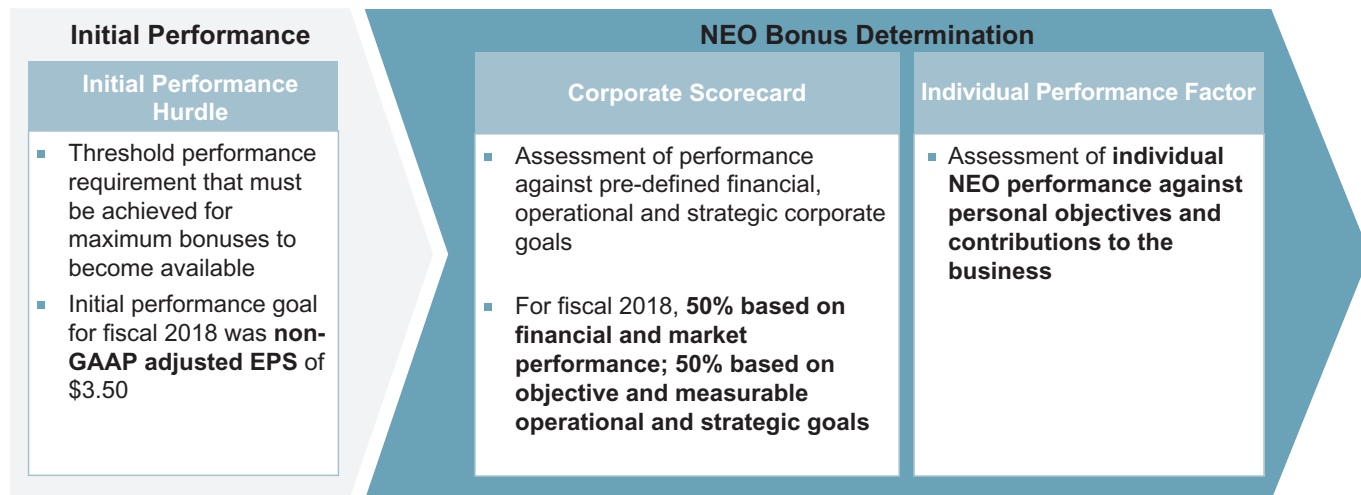 Initial Performance
Initial Performance
Hurdle
▪ Threshold performance
requirement that must
be achieved for
maximum bonuses to
become available
▪ Initial performance goal
for fiscal 2018 was non-
GAAP adjusted EPS of
$3.50
NEO Bonus Determination
Corporate Scorecard
▪ Assessment of performance
against pre-defined financial,
operational and strategic corporate
goals
▪ For fiscal 2018, 50% based on
financial and market
performance; 50% based on
objective and measurable
operational and strategic goals
Individual Performance Factor
▪ Assessment of individual
NEO performance against
personal objectives and
contributions to the
business